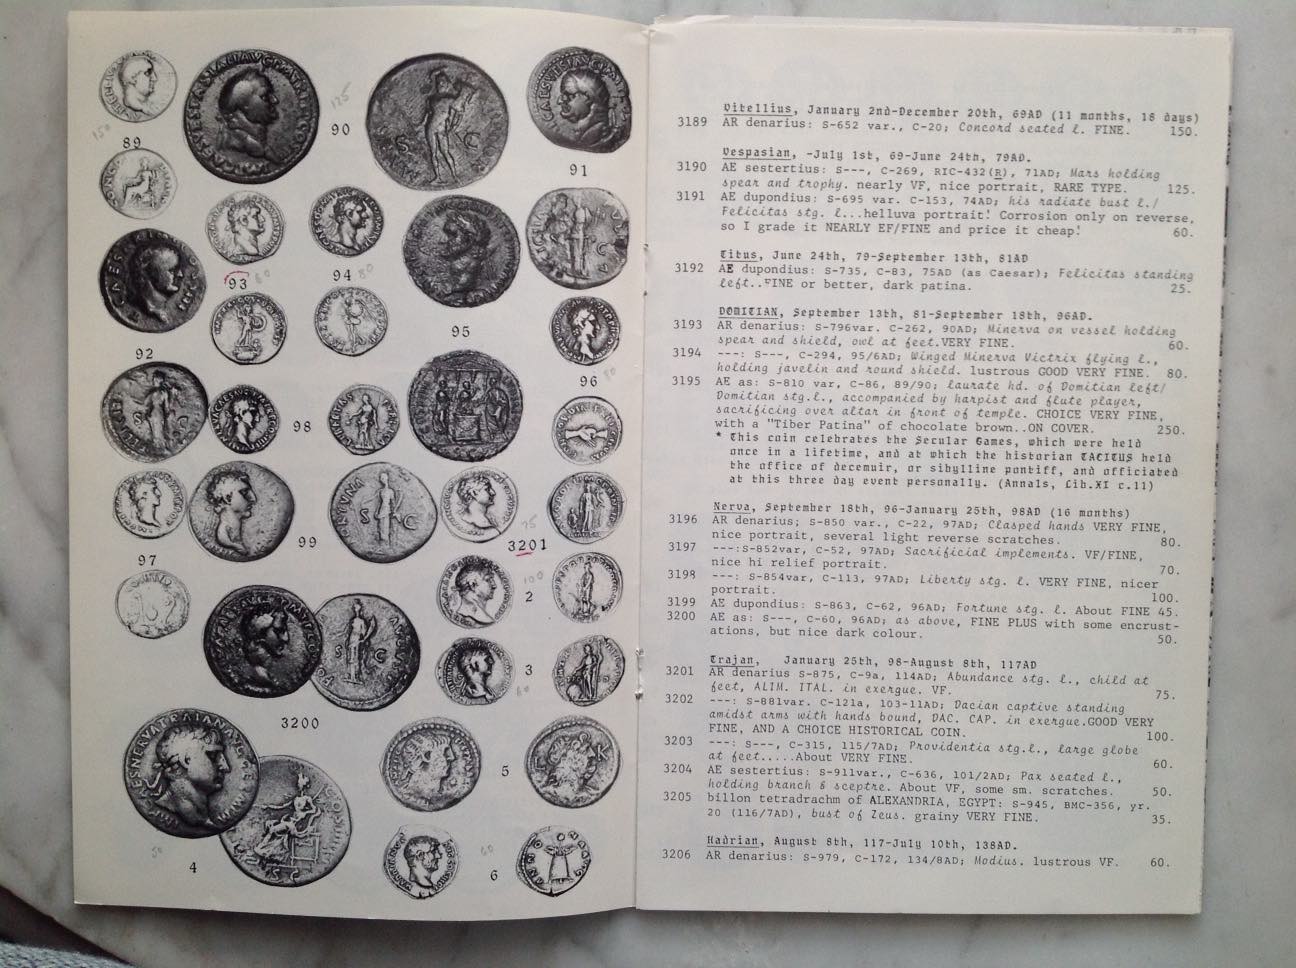 89
150
90
125
91
92
93
60
94
80
95
96
80
97
98
99
3200
3201
75
2
100
3
60
4
50
5
6
60
Vitellius, January 2nd-December 20th, 69AD (11 months, 18 days)
3189 AR denarius: S-652 var., C-20; Concord seated l. FINE. 150.
Vespasian, -July 1st, 69-June 24th, 79AD.
3190 AE sestertius: S---, C-269, RIC-432(R), 71AD; Mars holding
spear and trophy. nearly VF, nice portrait, RARE TYPE. 125.
3191 AE dupondius: S-695 var. C-153, 74AD; his radiate bust l./
Felicitas stg. l...helluva portrait! Corrosion only on reverse,
so I grade it NEARLY EF/FINE and price it cheap! 60.
Titus, June 24th, 79-September 13th, 81AD
3192 AE dupondius: S-735, C-83, 75AD (as Caesar); Felicitas standing
left..FINE or better, dark patina. 25.
DOMITIAN, September 13th, 81-September 18th, 96AD.
3193 AR denarius: S-796var. C-262, 90AD; Minerva on vessel holding
spear and shield, owl at feet.VERY FINE. 60.
3194 ---: S---, C-294, 95/6AD; Winged Minerva Victrix flying l.,
holding javelin and round shield. lustrous GOOD VERY FINE. 80.
3195 AE as: S-810 var, C-86, 89/90; laurate hd. of Domitian left/
Domitian stg.l., accompanied by harpist and flute player,
sacrificing over altar in front of temple. CHOICE VERY FINE,
with a "Tiber Patina" of chocolate brown..ON COVER. 250.
* This coin celebrates the Secular Games, which were held
once in a lifetime, and at which the historian TACITUS held
the office of decemuir, or sibylline pontiff, and officiated
at this three day event personally. (Annals, Lib.XI c.11)
Nerva, September 18th, 96-January 25th, 98AD (16 months)
3196 AR denarius; S-850 var., C-22, 97AD; Clasped hands VERY FINE,
nice portrait, several light reverse scratches. 80.
3197 ---:S-852var, C-52, 97AD; Sacrificial implements. VF/FINE,
nice hi relief portrait. 70.
3198 ---: S-854var, C-113, 97AD; Liberty stg. l. VERY FINE, nicer
portrait. 100.
3199 AE dupondius: S-863, C-62, 96AD; Fortune stg. l. About FINE 45.
3200 AE as: S---, C-60, 96AD; as above, FINE PLUS with some encrust-
ations, but nice dark colour. 50.
Trajan, January 25th, 98-August 8th, 117AD
3201 AR denarius S-875, C-9a, 114AD; Abundance stg. l., child at
feet, ALIM. ITAL. in exergue. VF. 75.
3202 ---: S-881var. C-121a, 103-11AD; Dacian captive standing
amidst arms with hands bound, DAC. CAP. in exergue.GOOD VERY
FINE, AND A CHOICE HISTORICAL COIN. 100.
3203 ---: S---, C-315, 115/7AD; Providentia stg.l., large globe
at feet.....About VERY FINE. 60.
3204 AE sestertius: S-911var., C-636, 101/2AD; Pax seated l.,
holding branch & sceptre. About VF, some sm. scratches. 50.
3205 billon tetradrachm of ALEXANDRIA, EGYPT: S-945, BMC-356, yr.
20 (116/7AD), bust of Zeus. grainy VERY FINE. 35.
Hadrian, August 8th, 117-July 10th, 138AD.
3206 AR denarius: S-979, C-172, 134/8AD; Modius. lustrous VF. 60.